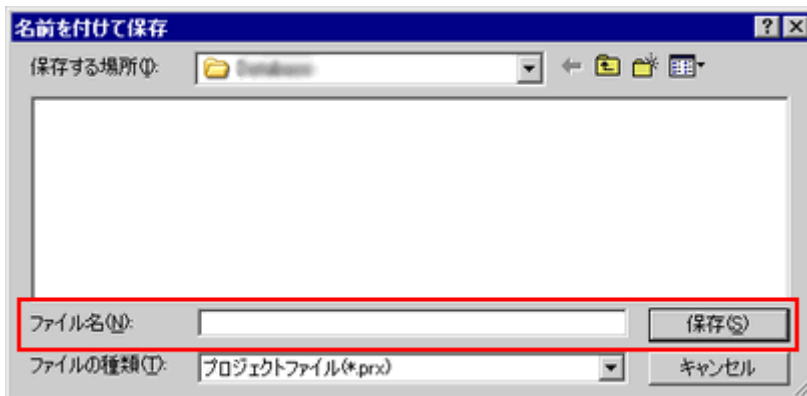 名前を付けて保存
保存する場所(I):
ファイル名(N):
保存(S)
ファイルの種類(T):
プロジェクトファイル(*.prx)
キャンセル